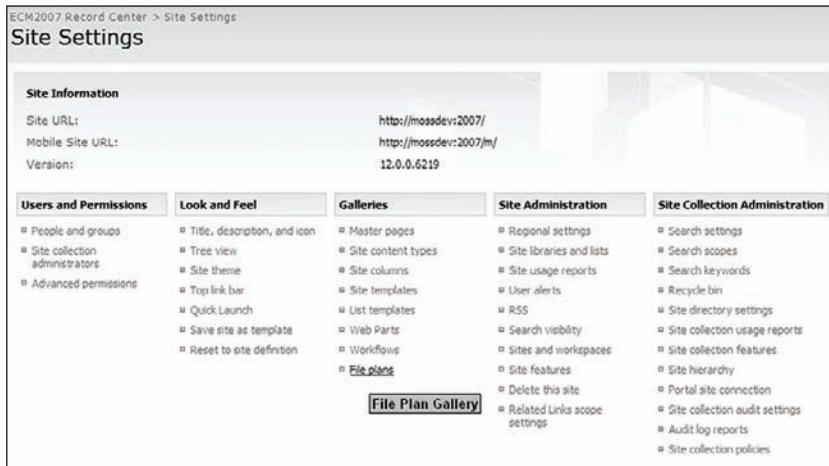 ECM2007 Record Center > Site Settings
Site Settings
Site Information
Site URL: http://mossdev:2007/
Mobile Site URL: http://mossdev:2007/m/
Version: 12.0.0.6219
Users and Permissions
People and groups
Site collection
administrators
Advanced permissions
Look and Feel
Title, description, and icon
Tree view
Site theme
Top link bar
Quick Launch
Save site as template
Reset to site definition
Galleries
Master pages
Site content types
Site columns
Site templates
List templates
Web Parts
Workflows
File plans
File Plan Gallery
Site Administration
Regional settings
Site libraries and lists
Site usage reports
User alerts
RSS
Search visibility
Sites and workspaces
Site features
Delete this site
Related Links scope
settings
Site Collection Administration
Search settings
Search scopes
Search keywords
Recycle bin
Site directory settings
Site collection usage reports
Site collection features
Site hierarchy
Portal site connection
Site collection audit settings
Audit log reports
Site collection policies